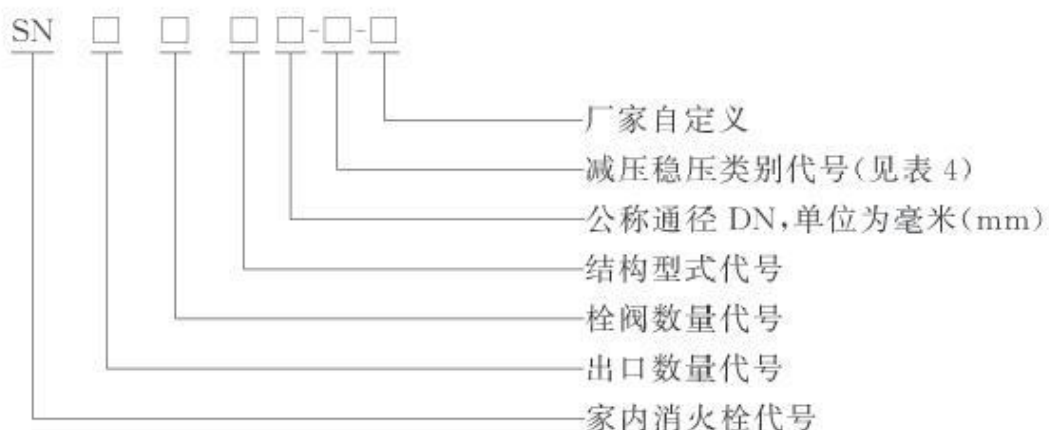 SN □ □ □ □-□-□
厂家自定义
减压稳压类别代号(见表 4)
公称通径 DN,单位为毫米(mm)
结构型式代号
栓阀数量代号
出口数量代号
家内消火栓代号